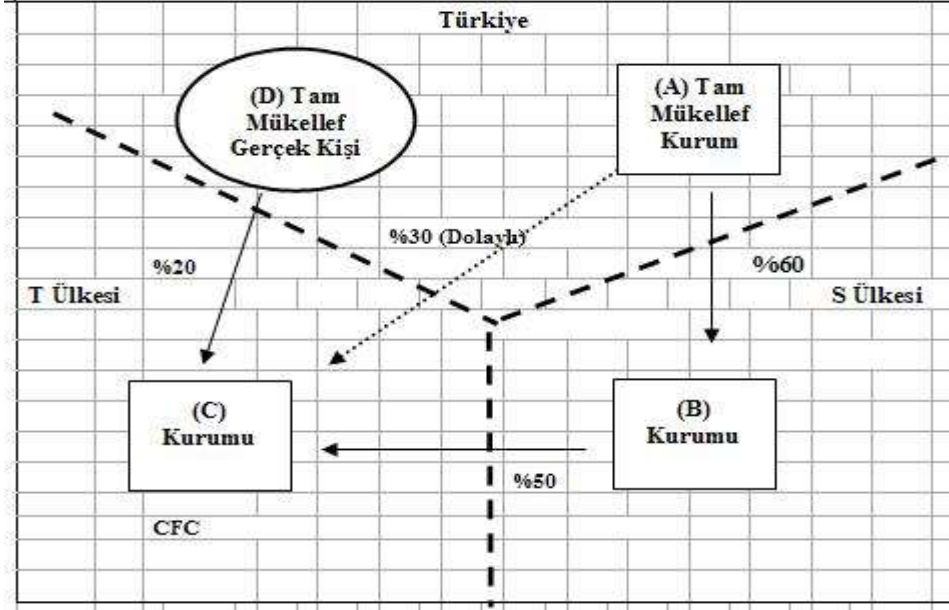 Türkiye
(D) Tam
Mükellef
Gerçek Kişi
(A) Tam
Mükellef
Kurum
%30 (Dolaylı)
%20
%60
T Ülkesi
S Ülkesi
(C)
Kurumu
(B)
Kurumu
%50
CFC